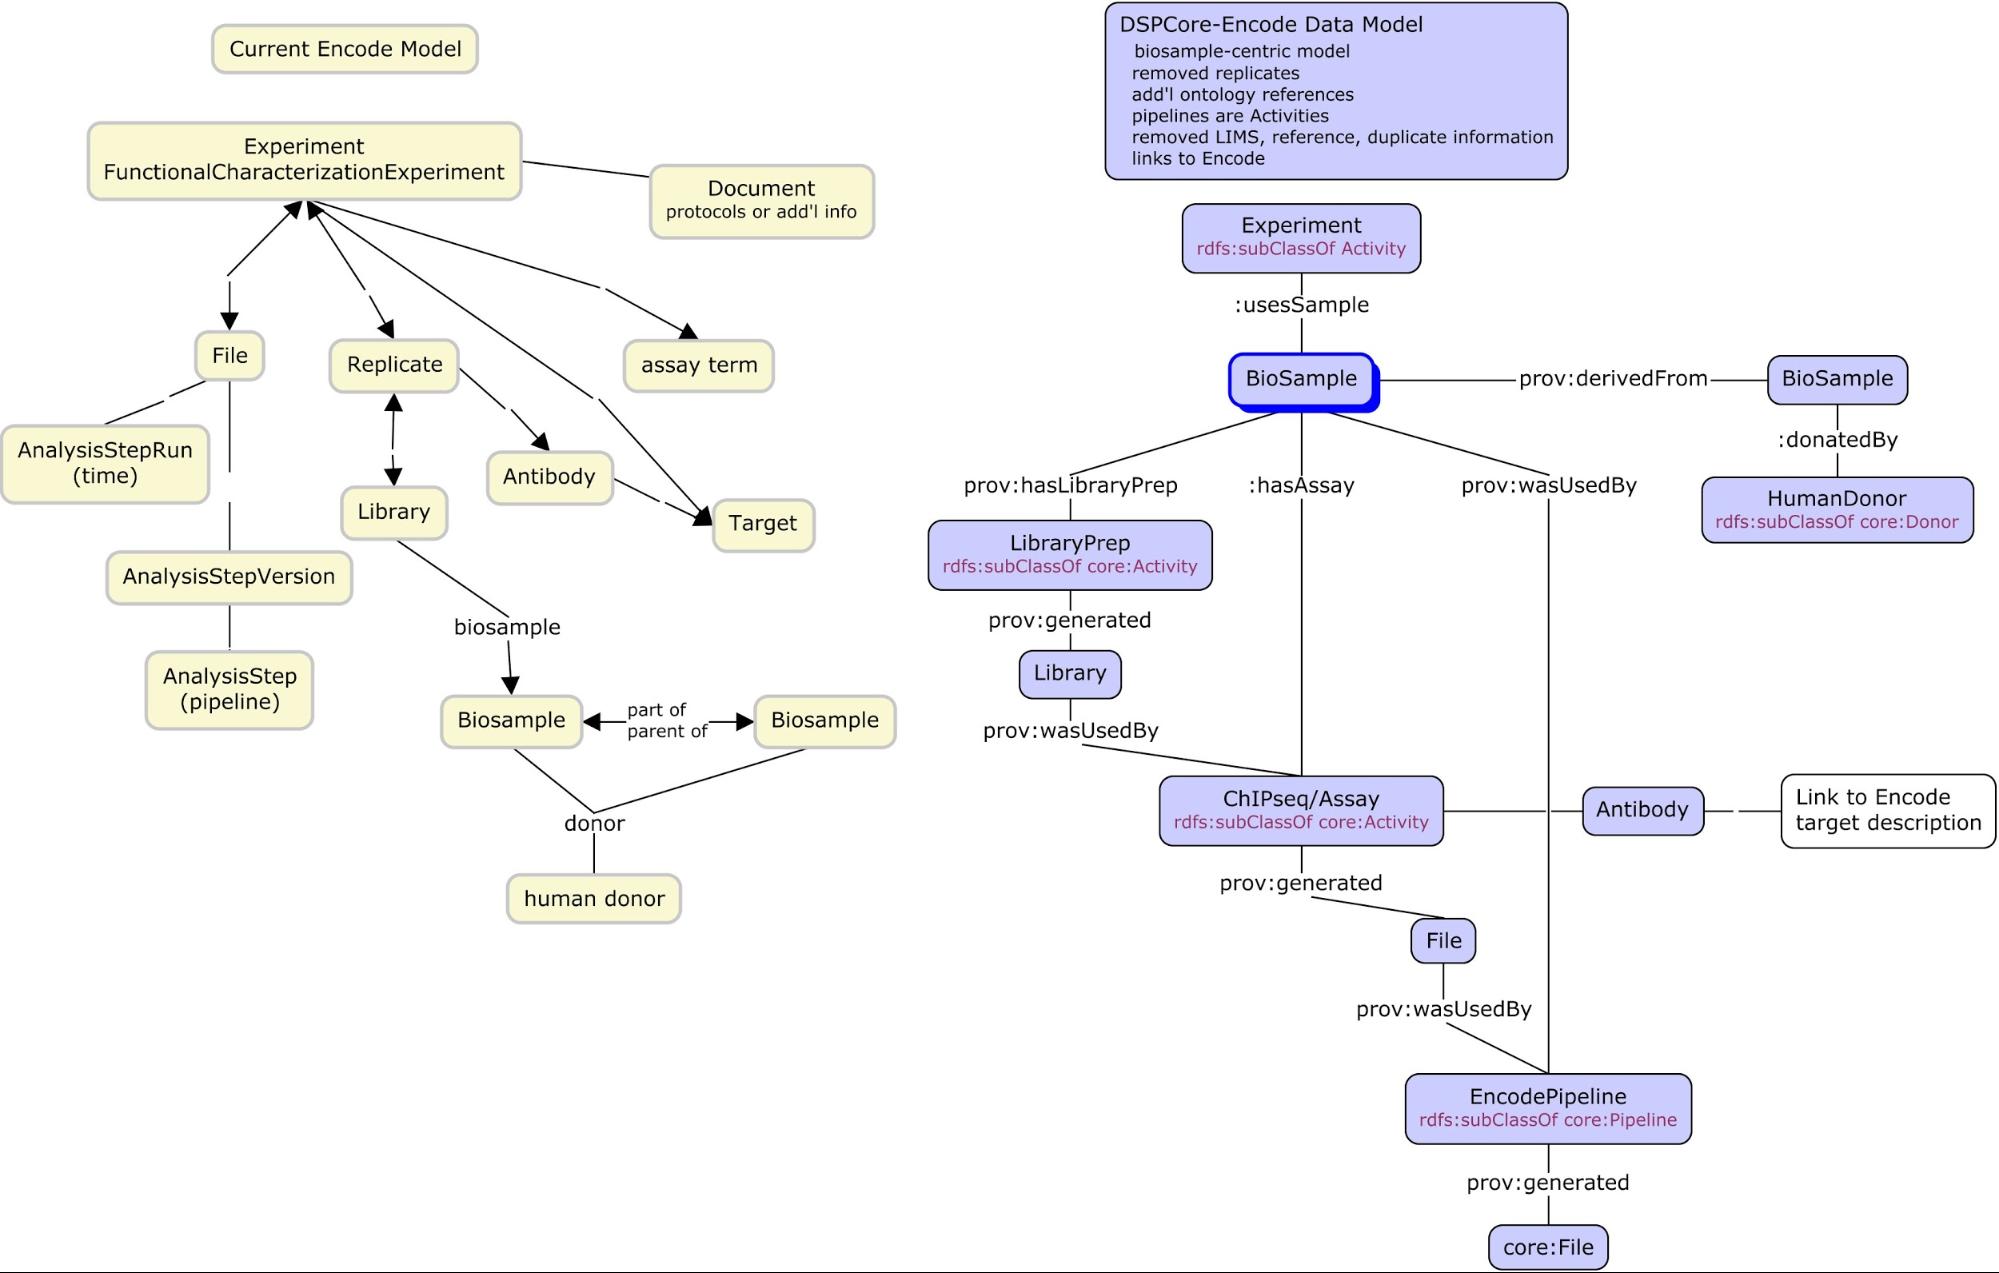 Current Encode Model
Experiment
FunctionalCharacterizationExperiment
Document
protocols or add'l info
File
Replicate
assay term
AnalysisStepRun
(time)
Antibody
Library
Target
AnalysisStepVersion
biosample
AnalysisStep
(pipeline)
Biosample
part of
parent of
Biosample
donor
human donor
DSPCore-Encode Data Model
biosample-centric model
removed replicates
add'l ontology references
pipelines are Activities
removed LIMS, reference, duplicate information
links to Encode
Experiment
rdfs:subClassOf Activity
:usesSample
BioSample
prov:derivedFrom
BioSample
:donatedBy
HumanDonor
rdfs:subClassOf core:Donor
prov:hasLibraryPrep
:hasAssay
prov:wasUsedBy
LibraryPrep
rdfs:subClassOf core:Activity
prov:generated
Library
prov:wasUsedBy
ChIPseq/Assay
rdfs:subClassOf core:Activity
Antibody
Link to Encode
target description
prov:generated
File
prov:wasUsedBy
EncodePipeline
rdfs:subClassOf core:Pipeline
prov:generated
core:File